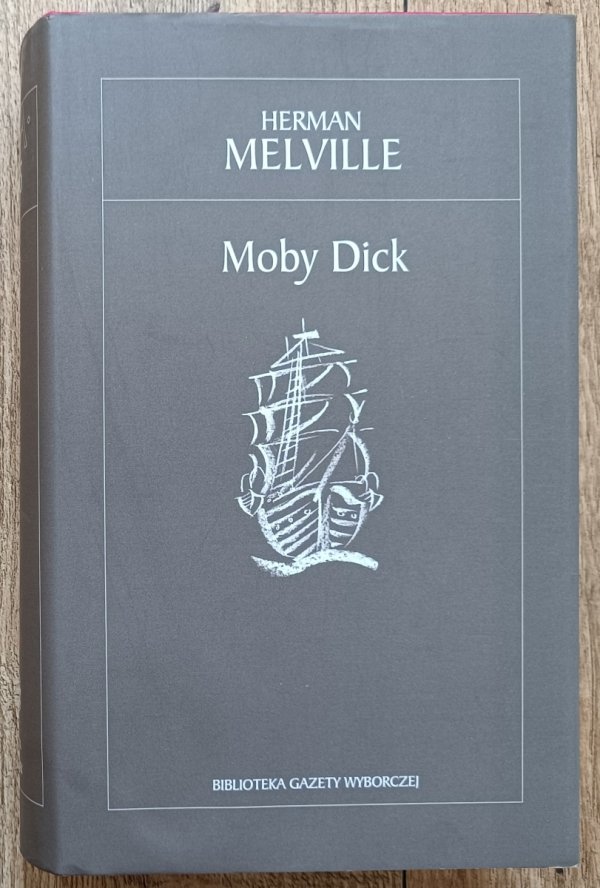 HERMAN
MELVILLE
Moby Dick
BIBLIOTEKA GAZETY WYBORCZEJ